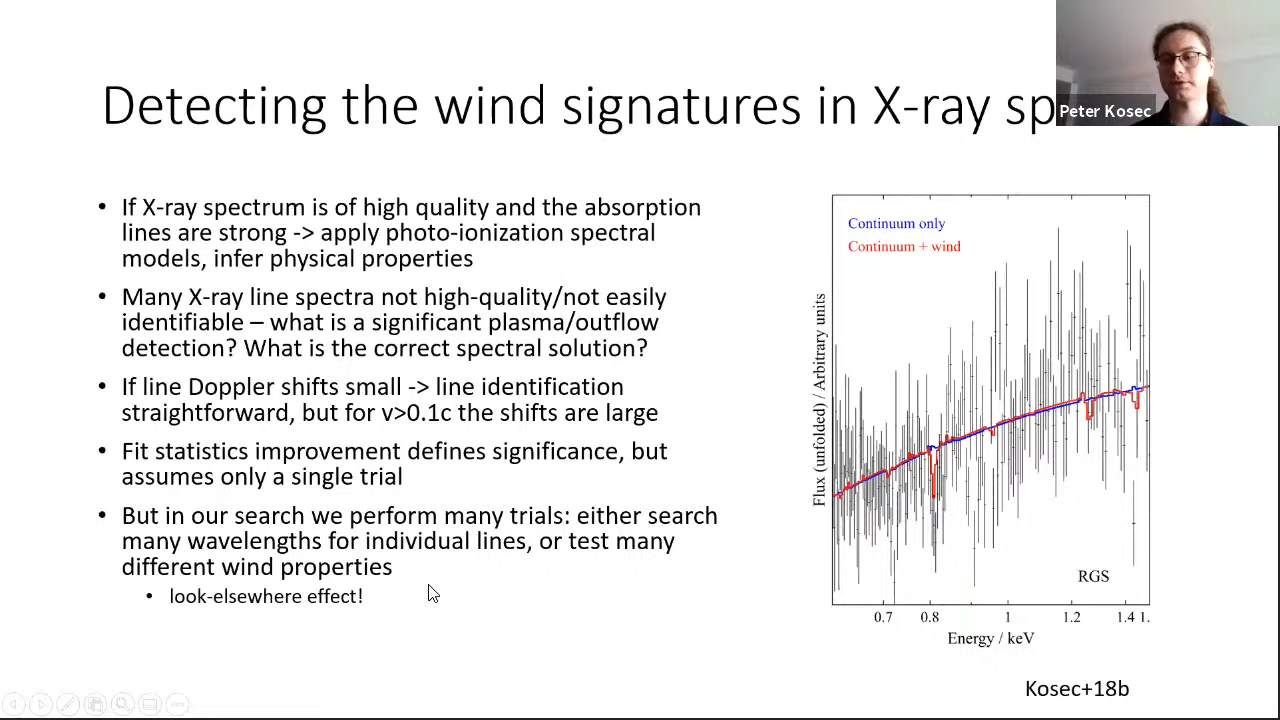 Detecting the wind signatures in X-ray sp
Peter Kosec
• If X-ray spectrum is of high quality and the absorption
lines are strong -> apply photo-ionization spectral
models, infer physical properties
• Many X-ray line spectra not high-quality/not easily
identifiable – what is a significant plasma/outflow
detection? What is the correct spectral solution?
• If line Doppler shifts small -> line identification
straightforward, but for v>0.1c the shifts are large
• Fit statistics improvement defines significance, but
assumes only a single trial
• But in our search we perform many trials: either search
many wavelengths for individual lines, or test many
different wind properties
• look-elsewhere effect!
Continuum only
Continuum + wind
Flux (unfolded) / Arbitrary units
RGS
0.7 0.8 1 1.2 1.4 1.
Energy / keV
Kosec+18b